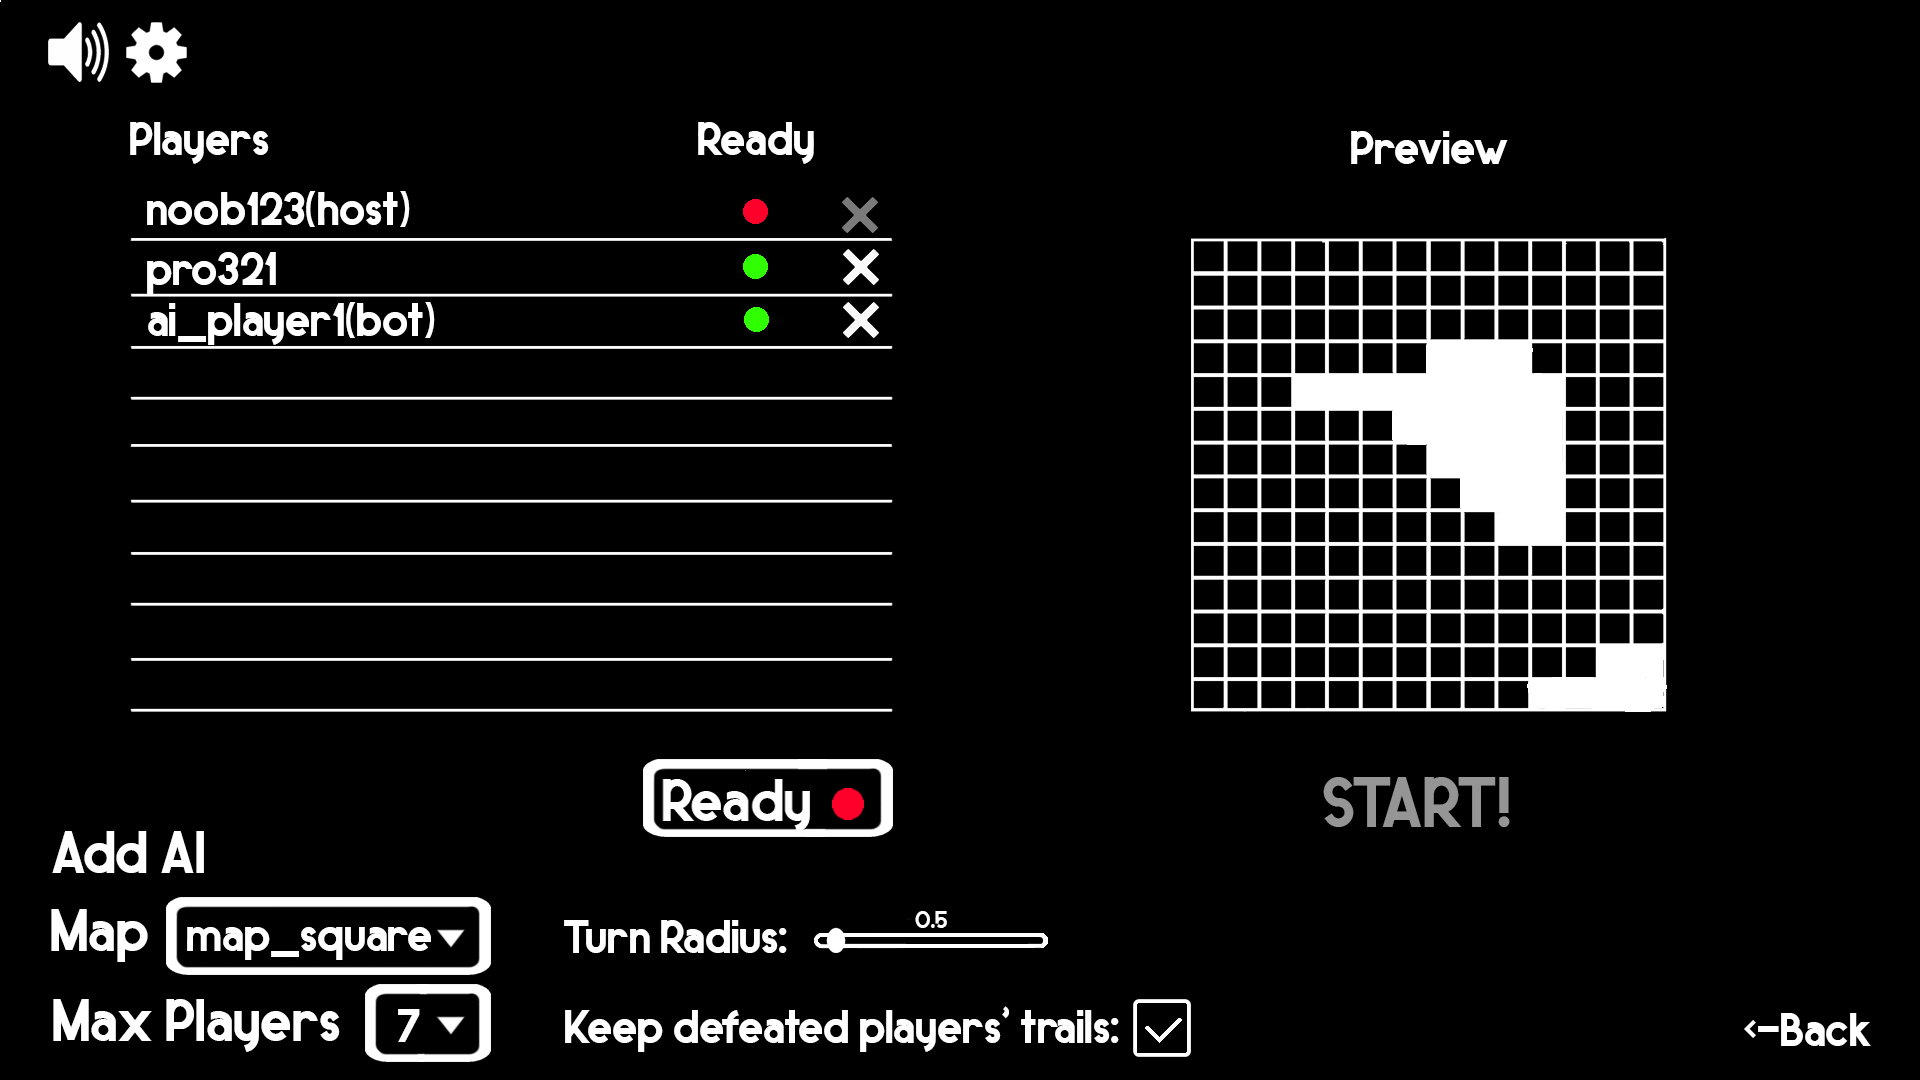 Players Ready
noob123(host)
pro321
ai_player1(bot)
Preview
Ready
START!
Add AI
Map map_square
Turn Radius: 0.5
Max Players 7
Keep defeated players' trails:
<-Back